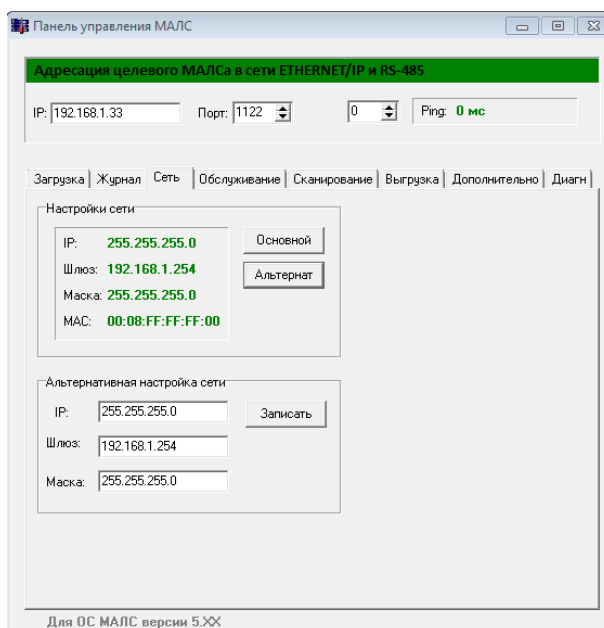 Панель управления МАЛС
Адресация целевого МАЛСа в сети ETHERNET/IP и RS-485
IP: 192.168.1.33 Порт: 1122 0 Ping: 0 мс
Загрузка Журнал Сеть Обслуживание Сканирование Выгрузка Дополнительно Диагн
Настройки сети
IP: 255.255.255.0 Основной
Шлюз: 192.168.1.254 Альтернат
Маска: 255.255.255.0
MAC: 00:08:FF:FF:FF:00
Альтернативная настройка сети
IP: 255.255.255.0 Записать
Шлюз: 192.168.1.254
Маска: 255.255.255.0
Для ОС МАЛС версии 5.XX